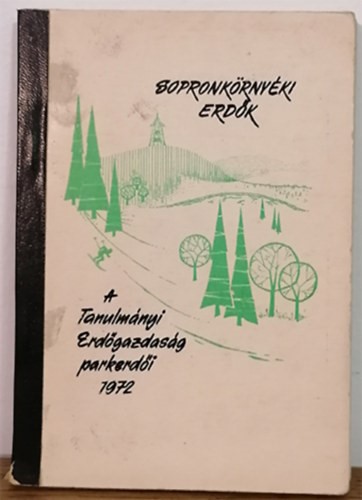 SOPRONKÖRNYÉKI
ERDŐK
A
Tanulmányi
Erdőgazdaság
parkerdői
1972